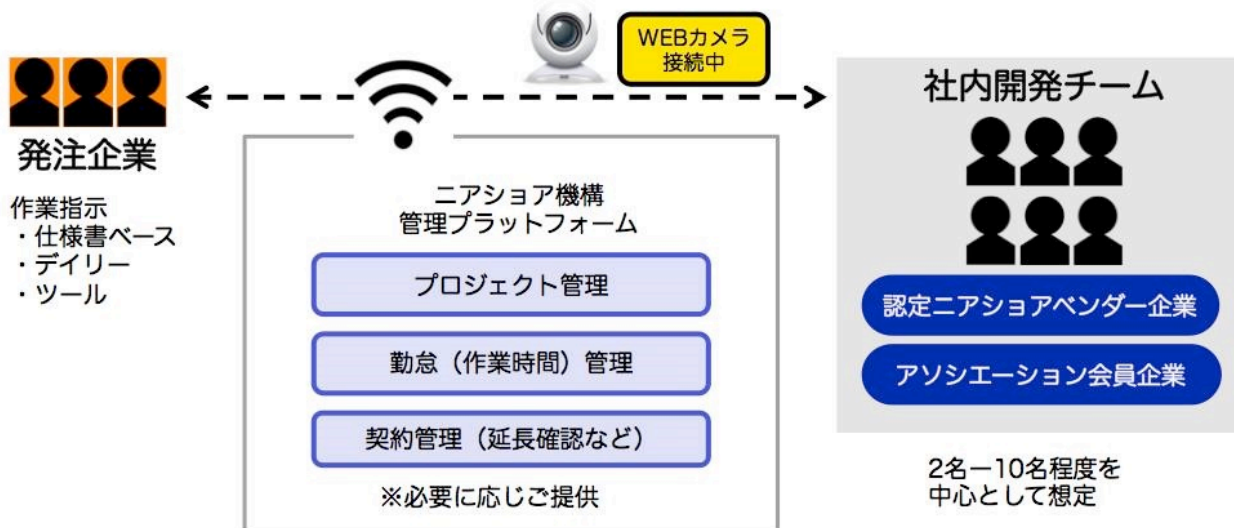 WEBカメラ
接続中
発注企業
作業指示
・仕様書ベース
・デイリー
・ツール
ニアショア機構
管理プラットフォーム
プロジェクト管理
勤怠（作業時間）管理
契約管理（延長確認など）
※必要に応じご提供
社内開発チーム
認定ニアショアベンダー企業
アソシエーション会員企業
2名ー10名程度を
中心として想定